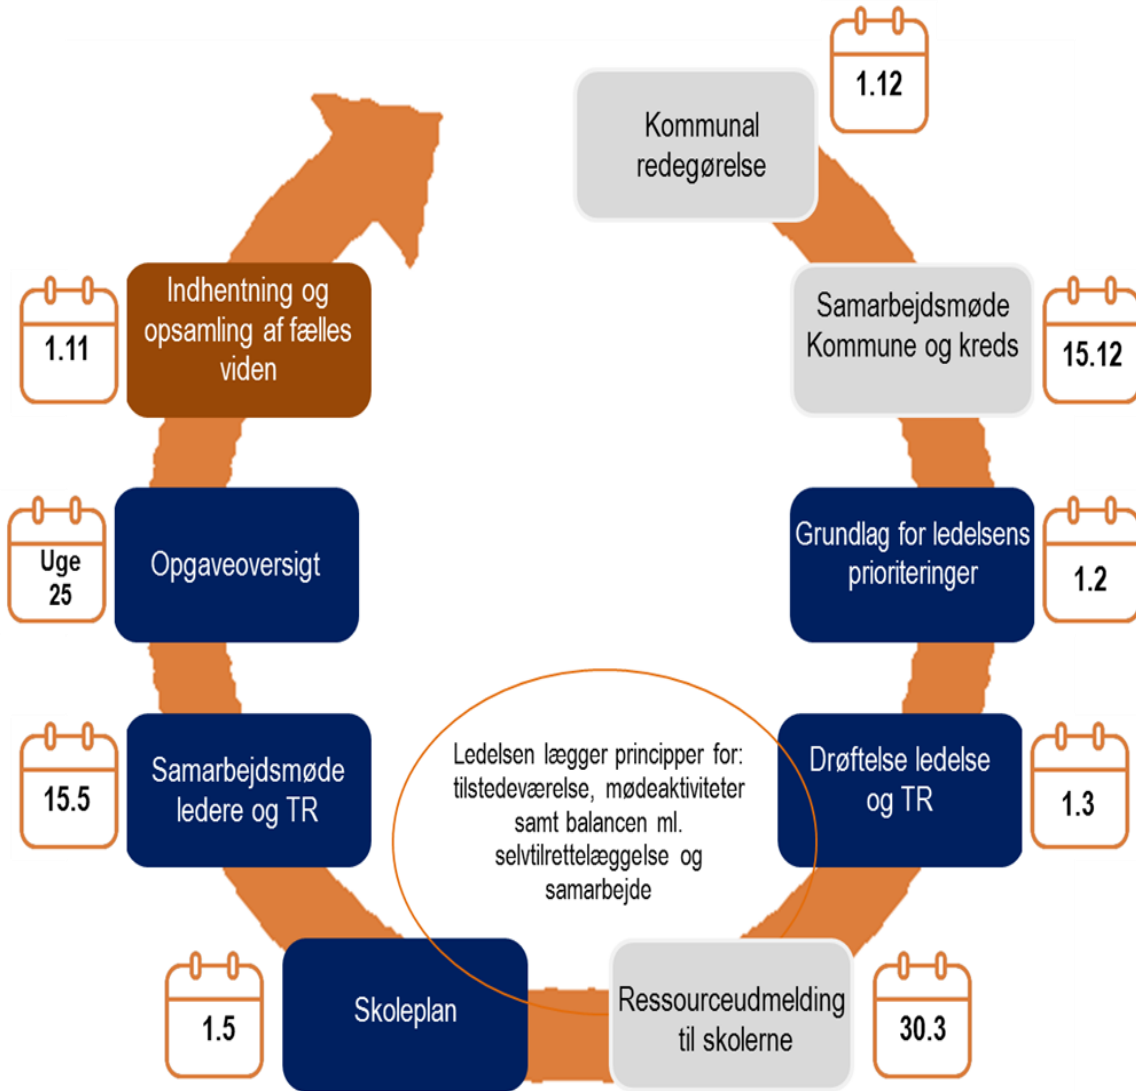 1.12
Kommunal
redegørelse
Samarbejdsmøde
Kommune og kreds
15.12
Grundlag for ledelsens
prioriteringer
1.2
Drøftelse ledelse
og TR
1.3
Ressourceudmelding
til skolerne
30.3
Ledelsen lægger principper for:
tilstedeværelse, mødeaktiviteter
samt balancen ml.
selvtilrettelæggelse og
samarbejde
Skoleplan
1.5
Samarbejdsmøde
ledere og TR
15.5
Opgaveoversigt
Uge
25
Indhentning og
opsamling af fælles
viden
1.11